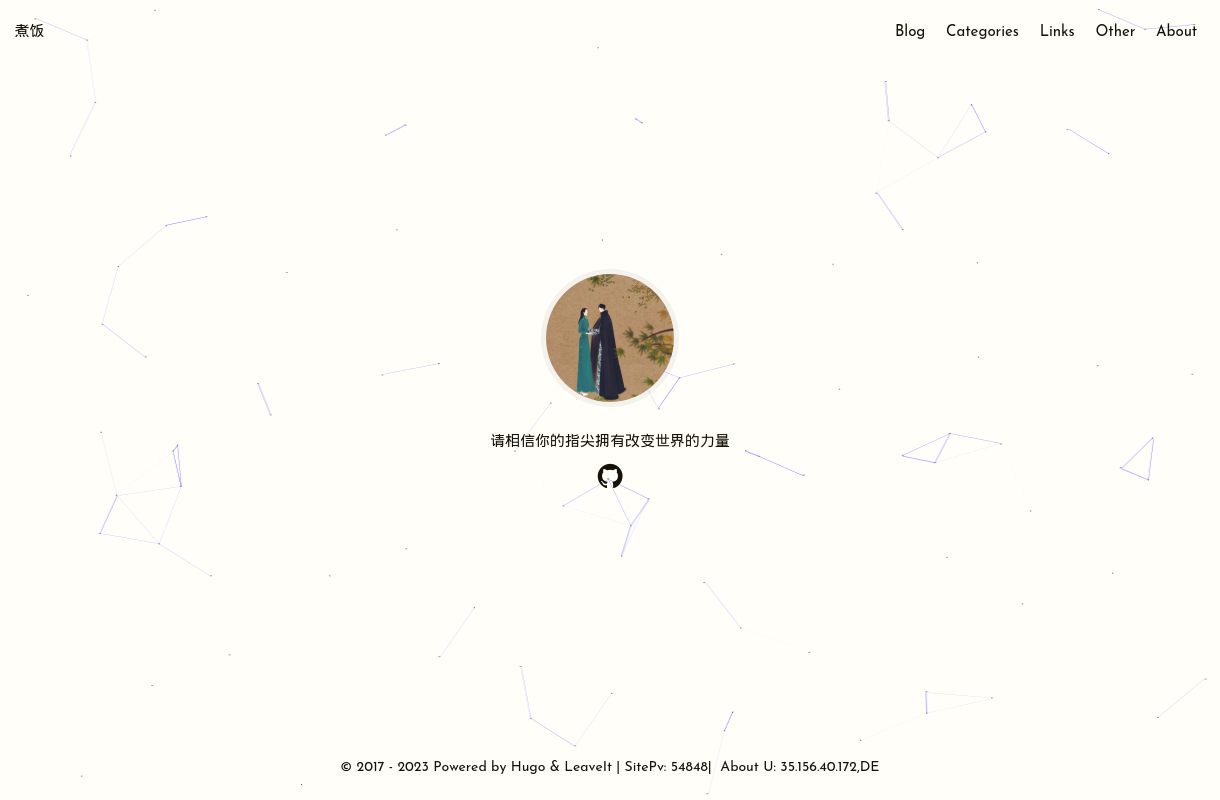 煮饭
Blog Categories Links Other About
请相信你的指尖拥有改变世界的力量
© 2017 - 2023 Powered by Hugo & LeaveIt | SitePv: 54848| About U: 35.156.40.172,DE